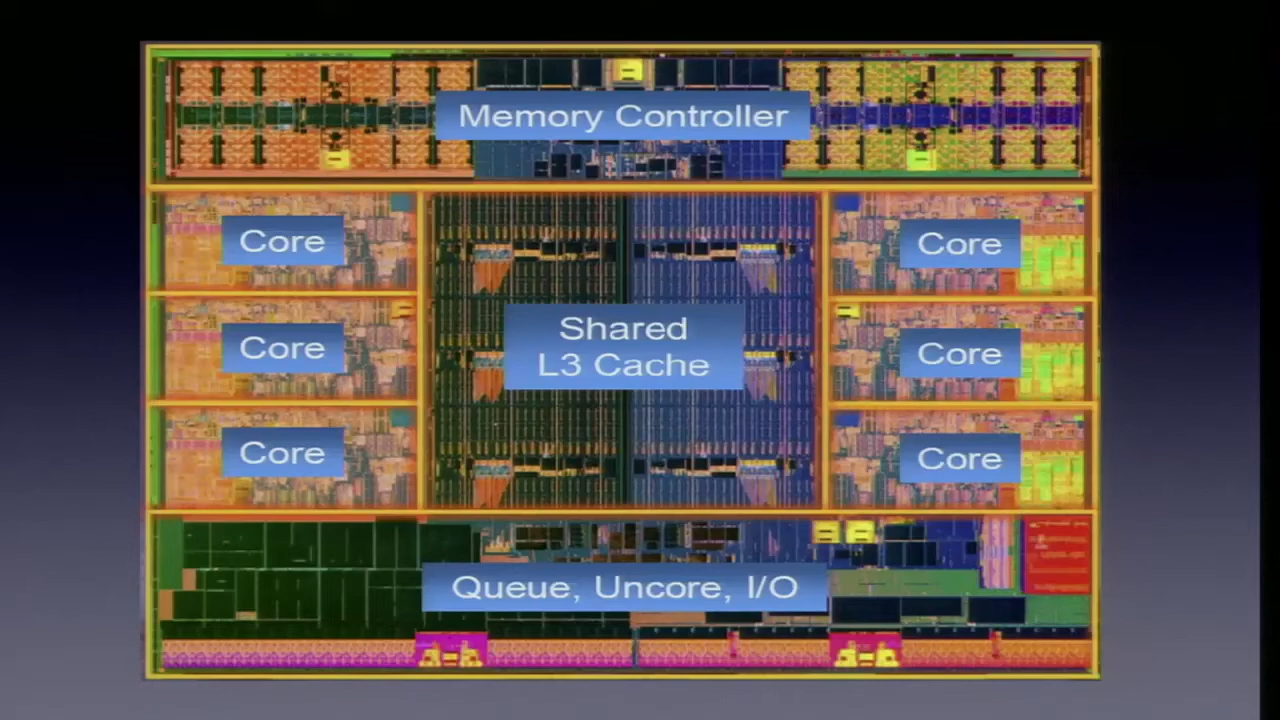 Memory Controller
Core
Core
Shared
L3 Cache
Core
Core
Core
Core
Queue, Uncore, I/O